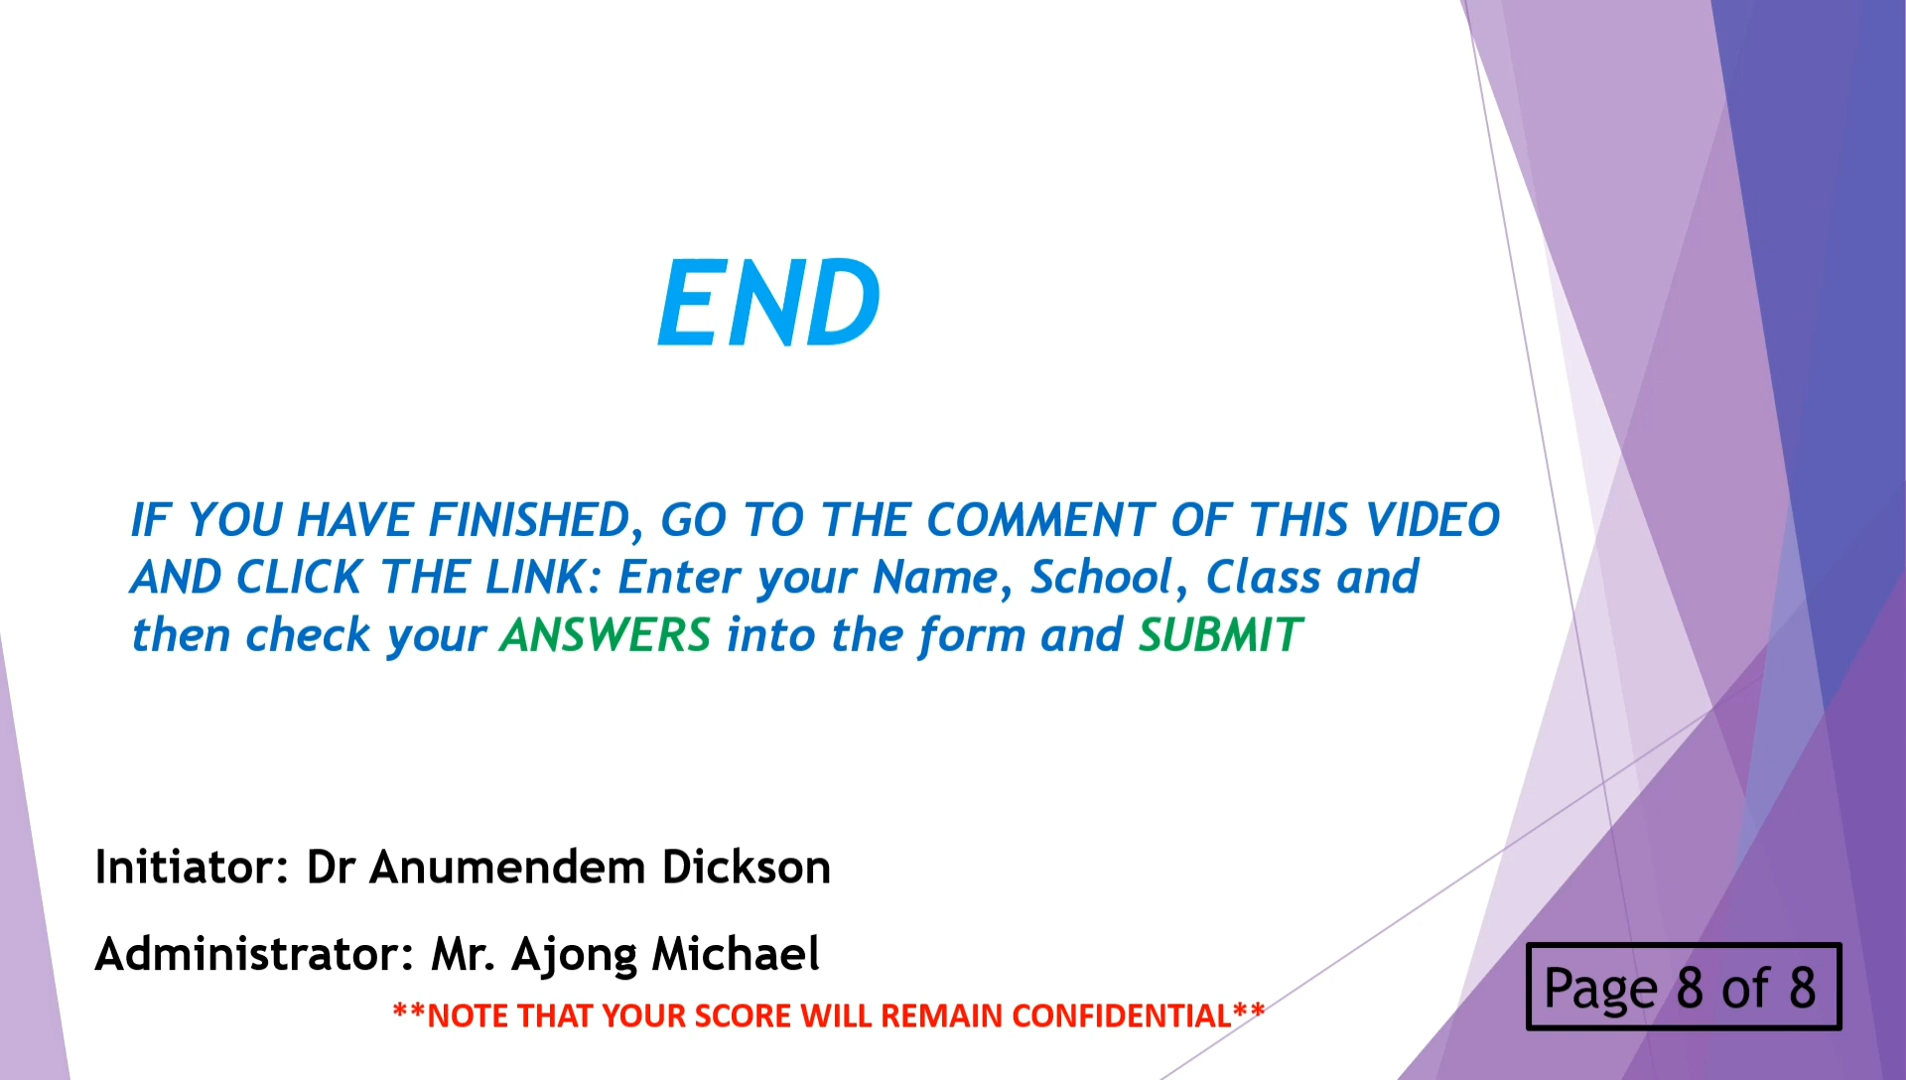 END
IF YOU HAVE FINISHED, GO TO THE COMMENT OF THIS VIDEO
AND CLICK THE LINK: Enter your Name, School, Class and
then check your ANSWERS into the form and SUBMIT
Initiator: Dr Anumendem Dickson
Administrator: Mr. Ajong Michael
**NOTE THAT YOUR SCORE WILL REMAIN CONFIDENTIAL**
Page 8 of 8